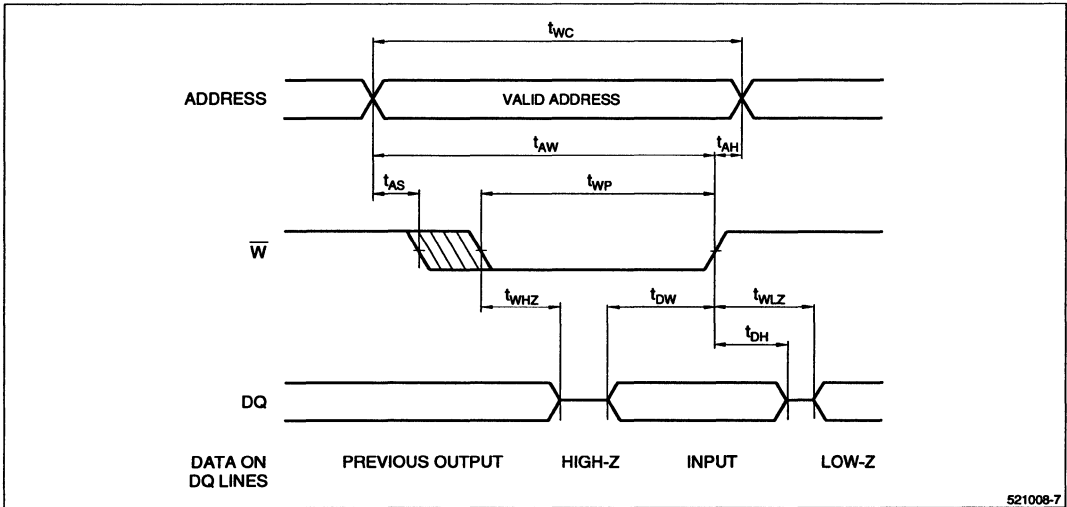 tWC
ADDRESS
VALID ADDRESS
tAW
tAH
tAS
tWP
W
tWHZ
tDW
tWLZ
tDH
DQ
DATA ON
DQ LINES
PREVIOUS OUTPUT
HIGH-Z
INPUT
LOW-Z
521008-7